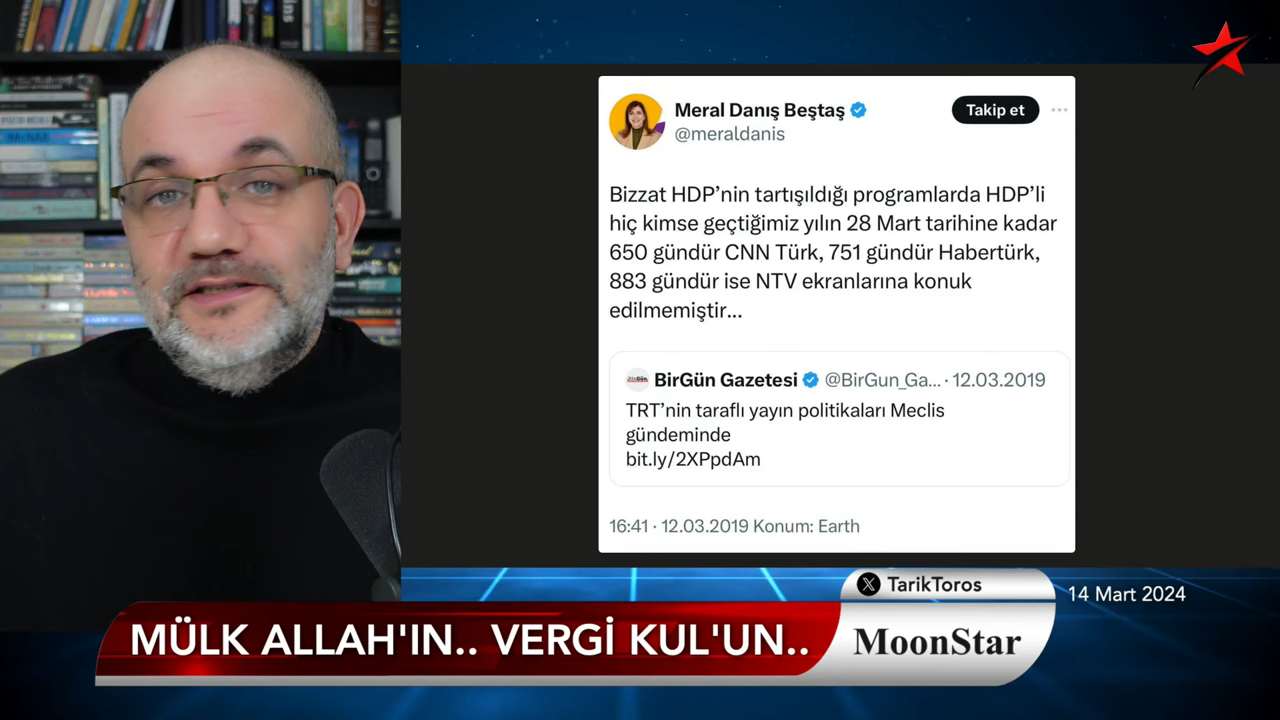 Meral Danış Beştaş
@meraldanis
Takip et
Bizzat HDP’nin tartışıldığı programlarda HDP’li
hiç kimse geçtiğimiz yılın 28 Mart tarihine kadar
650 gündür CNN Türk, 751 gündür Habertürk,
883 gündür ise NTV ekranlarına konuk
edilmemiştir...
BirGün Gazetesi @BirGun_Ga... · 12.03.2019
TRT’nin taraflı yayın politikaları Meclis
gündeminde
bit.ly/2XPpdAm
16:41 · 12.03.2019 Konum: Earth
TarikToros
14 Mart 2024
MÜLK ALLAH'IN.. VERGİ KUL'UN..
MoonStar